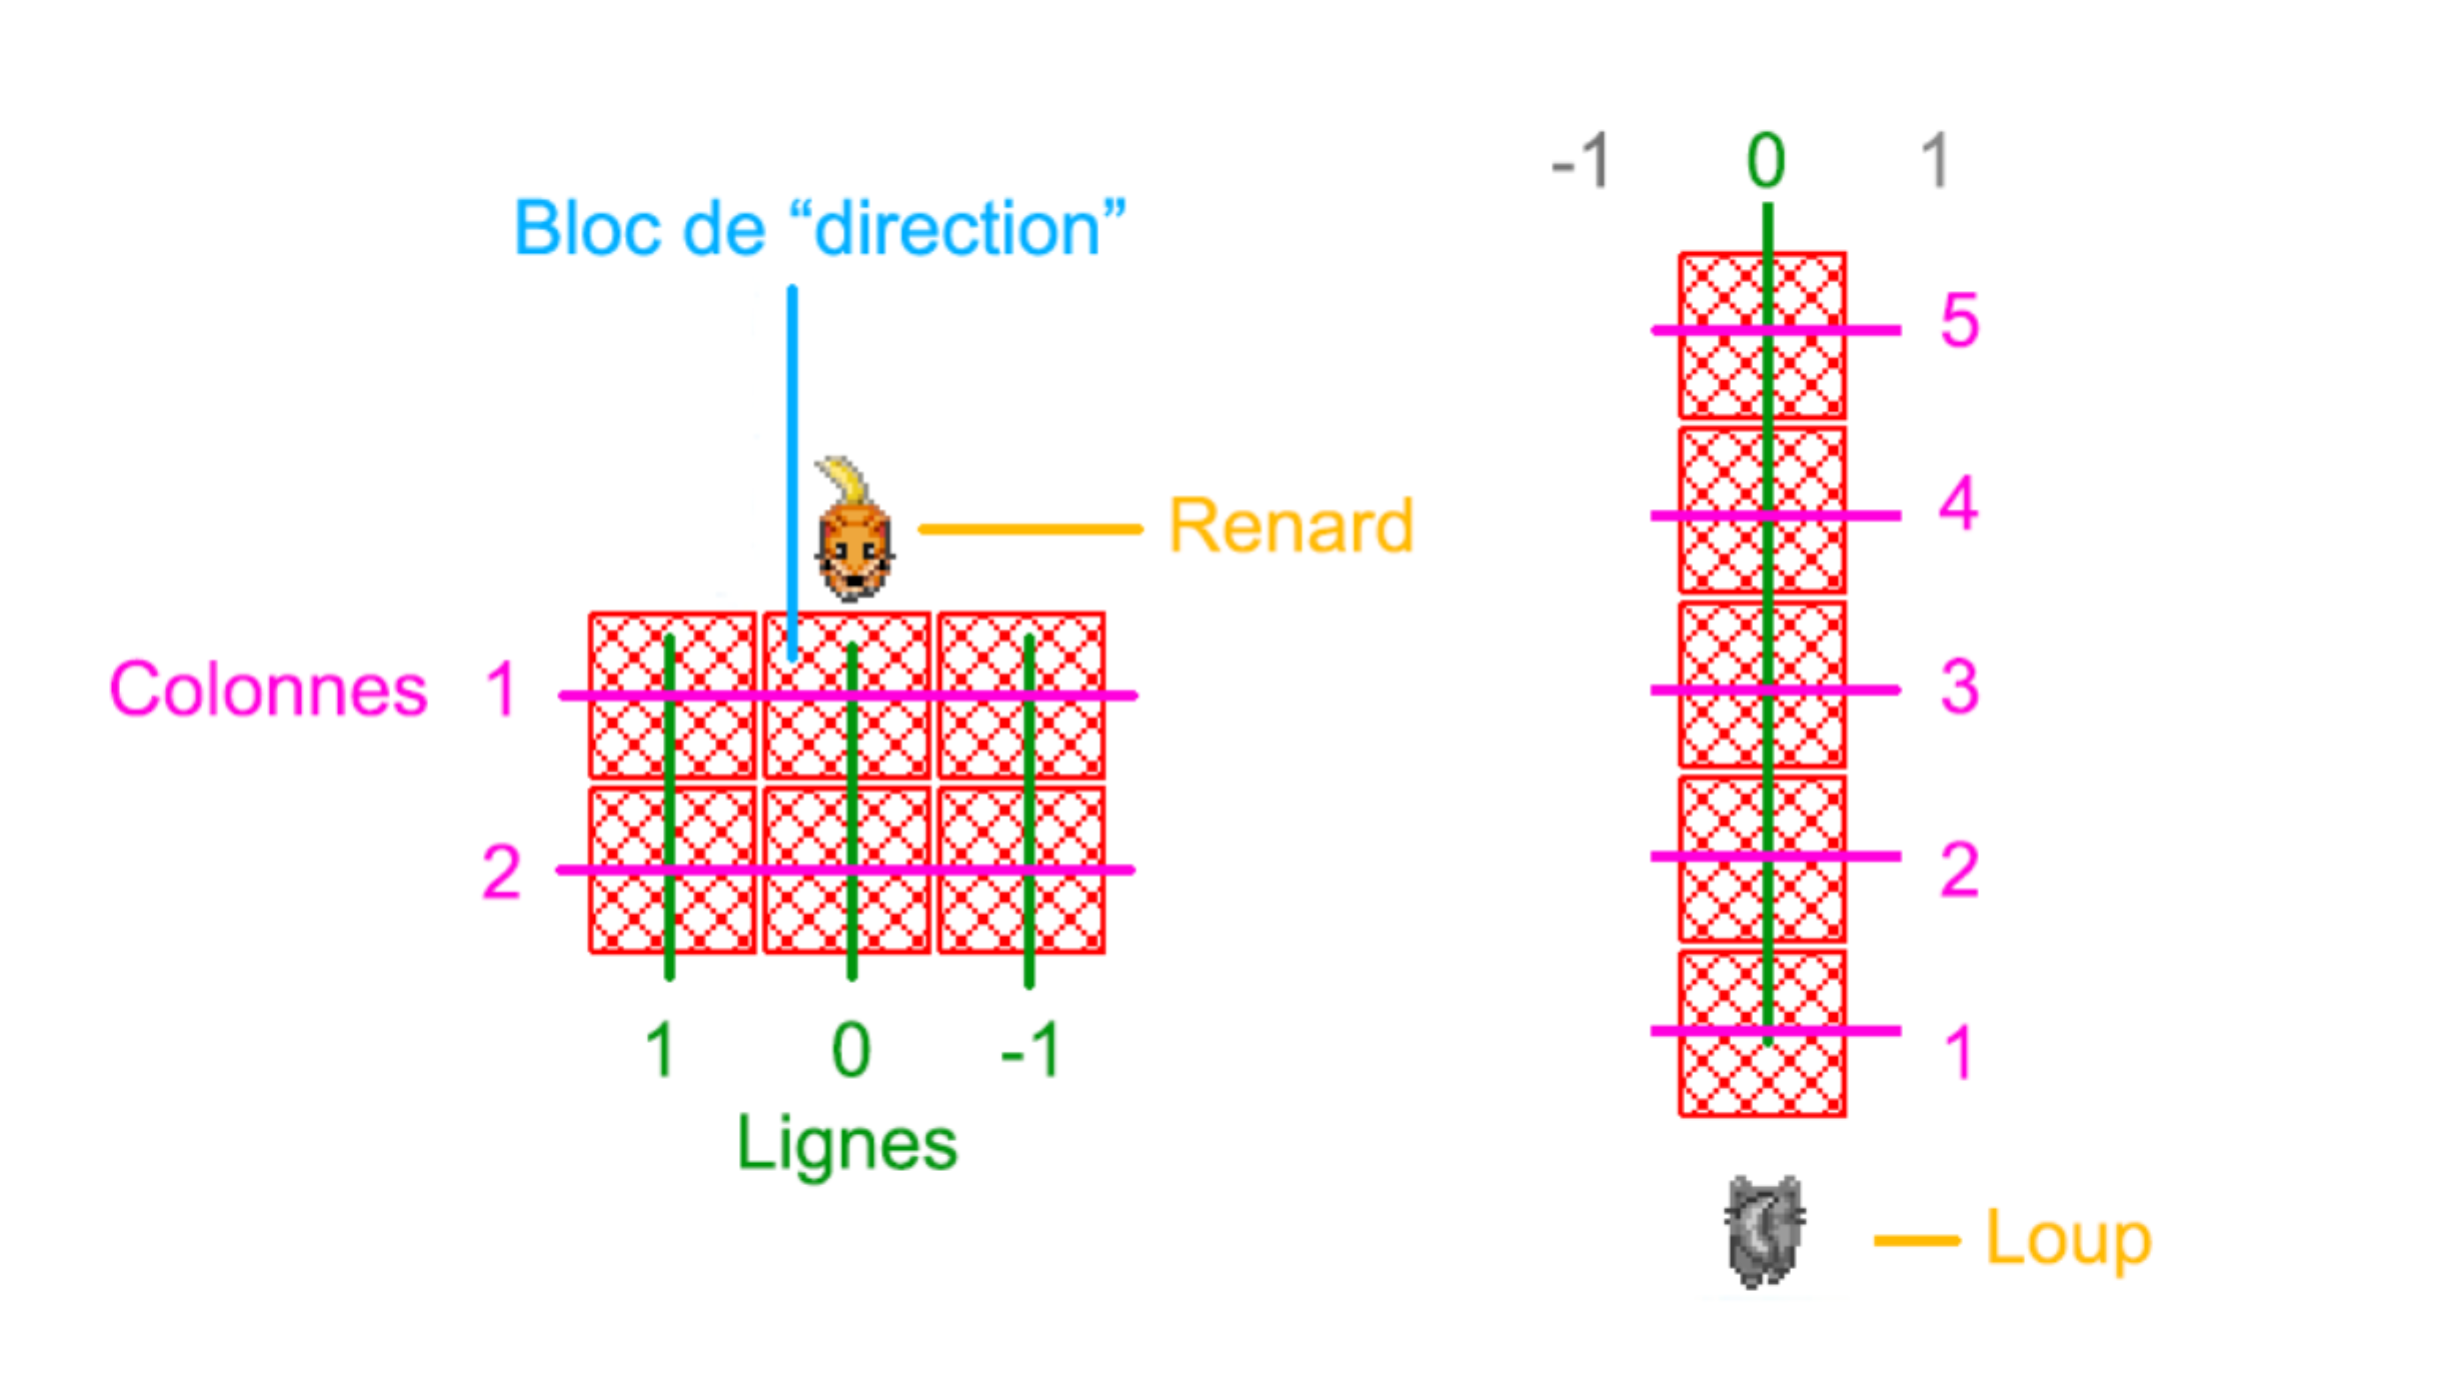 -1 0 1
Bloc de “direction”
5
Renard
4
Colonnes 1
3
2
2
1 0 -1
1
Lignes
Loup